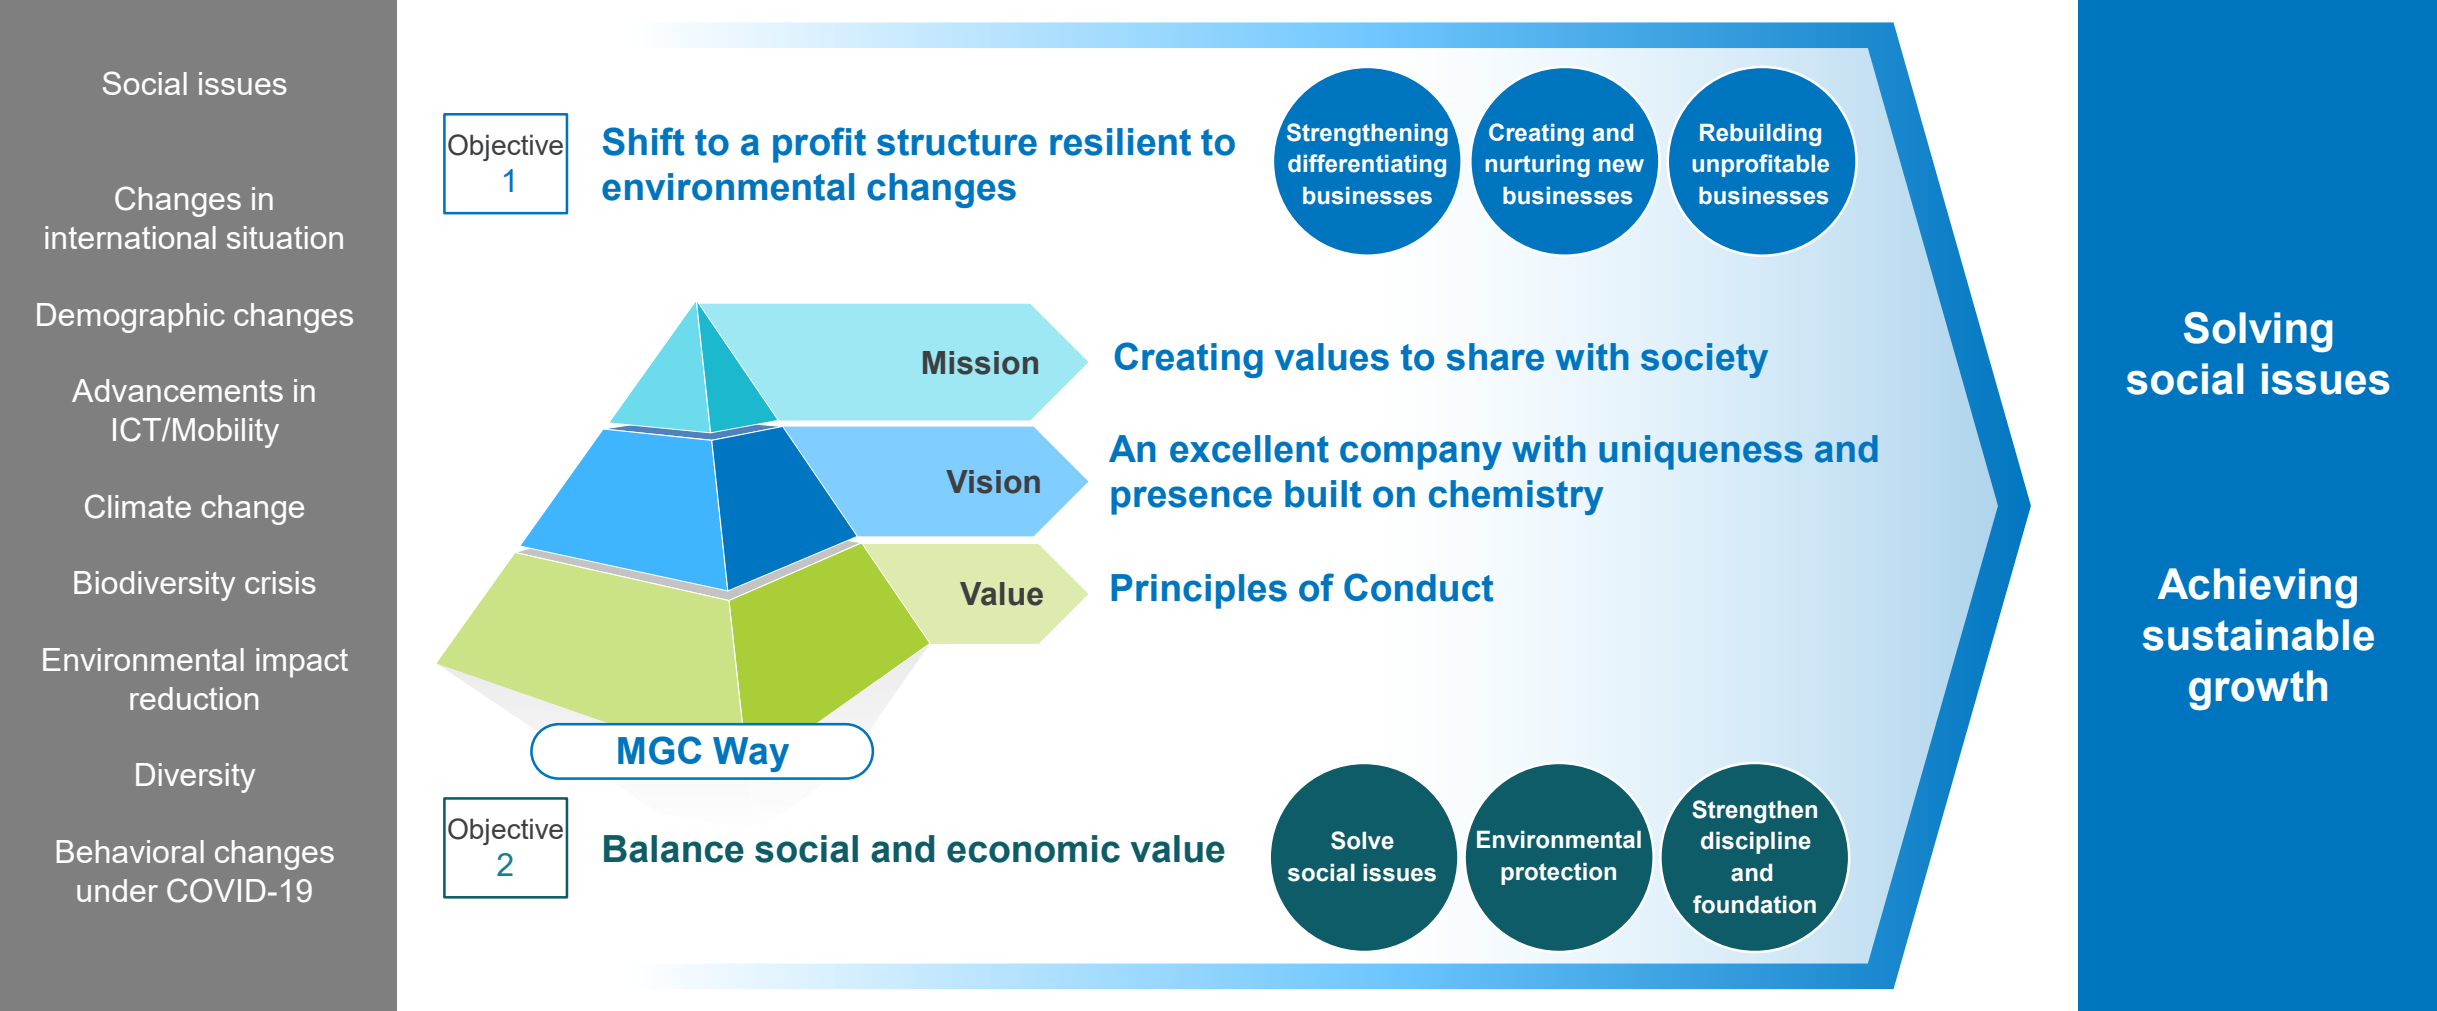 Social issues
Changes in
international situation
Demographic changes
Advancements in
ICT/Mobility
Climate change
Biodiversity crisis
Environmental impact
reduction
Diversity
Behavioral changes
under COVID-19
Objective
1
Shift to a profit structure resilient to
environmental changes
Strengthening
differentiating
businesses
Creating and
nurturing new
businesses
Rebuilding
unprofitable
businesses
Mission
Creating values to share with society
Vision
An excellent company with uniqueness and
presence built on chemistry
Value
Principles of Conduct
MGC Way
Objective
2
Balance social and economic value
Solve
social issues
Environmental
protection
Strengthen
discipline
and
foundation
Solving
social issues
Achieving
sustainable
growth